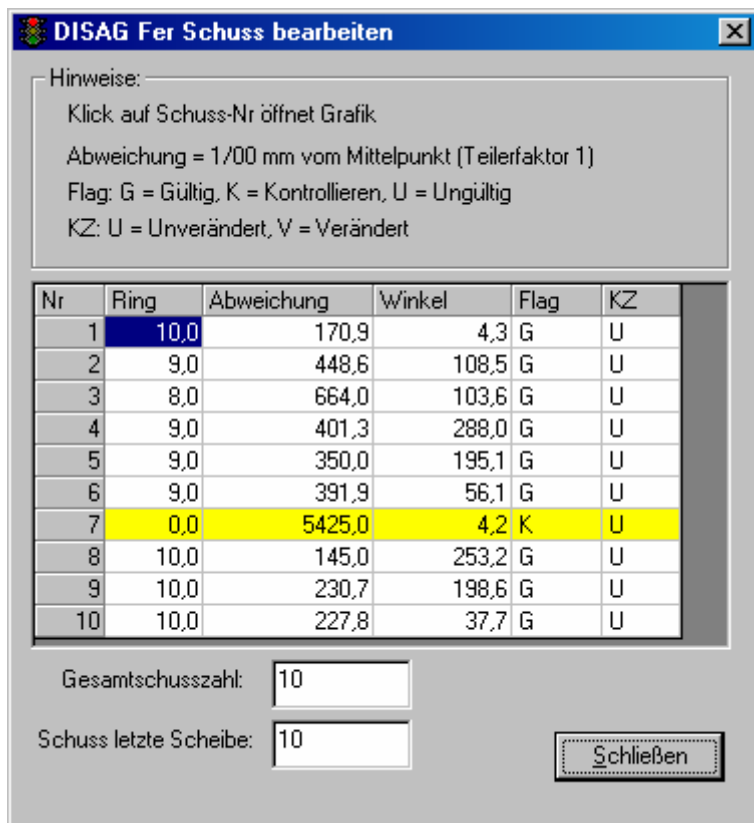 DISAG Fer Schuss bearbeiten
Hinweise:
Klick auf Schuss-Nr öffnet Grafik
Abweichung = 1/00 mm vom Mittelpunkt (Teilerfaktor 1)
Flag: G = Gültig, K = Kontrollieren, U = Ungültig
KZ: U = Unverändert, V = Verändert
Nr Ring Abweichung Winkel Flag KZ
1 10,0 170,9 4,3 G U
2 9,0 448,6 108,5 G U
3 8,0 664,0 103,6 G U
4 9,0 401,3 288,0 G U
5 9,0 350,0 195,1 G U
6 9,0 391,9 56,1 G U
7 0,0 5425,0 4,2 K U
8 10,0 145,0 253,2 G U
9 10,0 230,7 198,6 G U
10 10,0 227,8 37,7 G U
Gesamtschusszahl: 10
Schuss letzte Scheibe: 10
Schließen